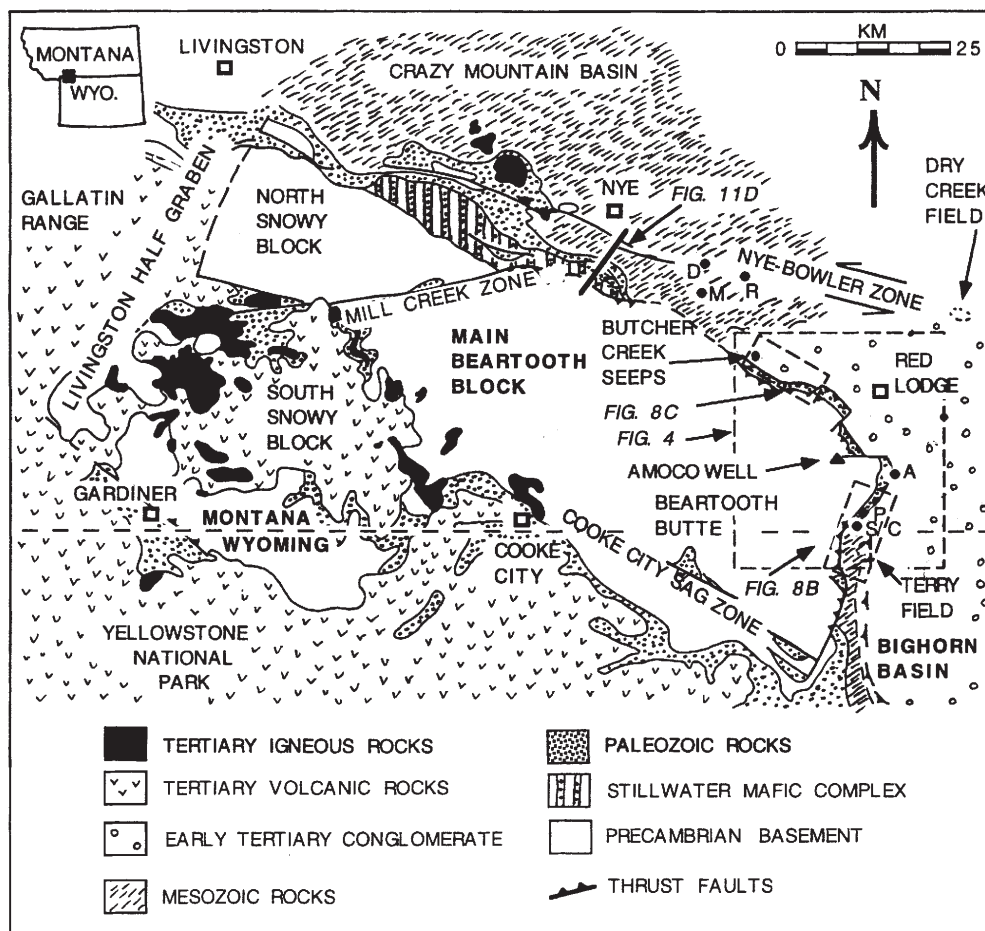 MONTANA
WYO.
LIVINGSTON
CRAZY MOUNTAIN BASIN
KM
0
25
N
GALLATIN
RANGE
LIVINGSTON HALF GRABEN
NORTH
SNOWY
BLOCK
NYE
FIG. 11D
DRY
CREEK
FIELD
NYE-BOWLER ZONE
D
R
M
MILL CREEK ZONE
MAIN
BEARTOOTH
BLOCK
BUTCHER
CREEK
SEEPS
RED
LODGE
SOUTH
SNOWY
BLOCK
FIG. 8C
FIG. 4
AMOCO WELL
A
GARDINER
MONTANA
WYOMING
BEARTOOTH
BUTTE
P
S
C
COOKE
CITY
COOKE CITY SAG ZONE
FIG. 8B
TERRY
FIELD
YELLOWSTONE
NATIONAL
PARK
BIGHORN
BASIN
TERTIARY IGNEOUS ROCKS
TERTIARY VOLCANIC ROCKS
EARLY TERTIARY CONGLOMERATE
MESOZOIC ROCKS
PALEOZOIC ROCKS
STILLWATER MAFIC COMPLEX
PRECAMBRIAN BASEMENT
THRUST FAULTS